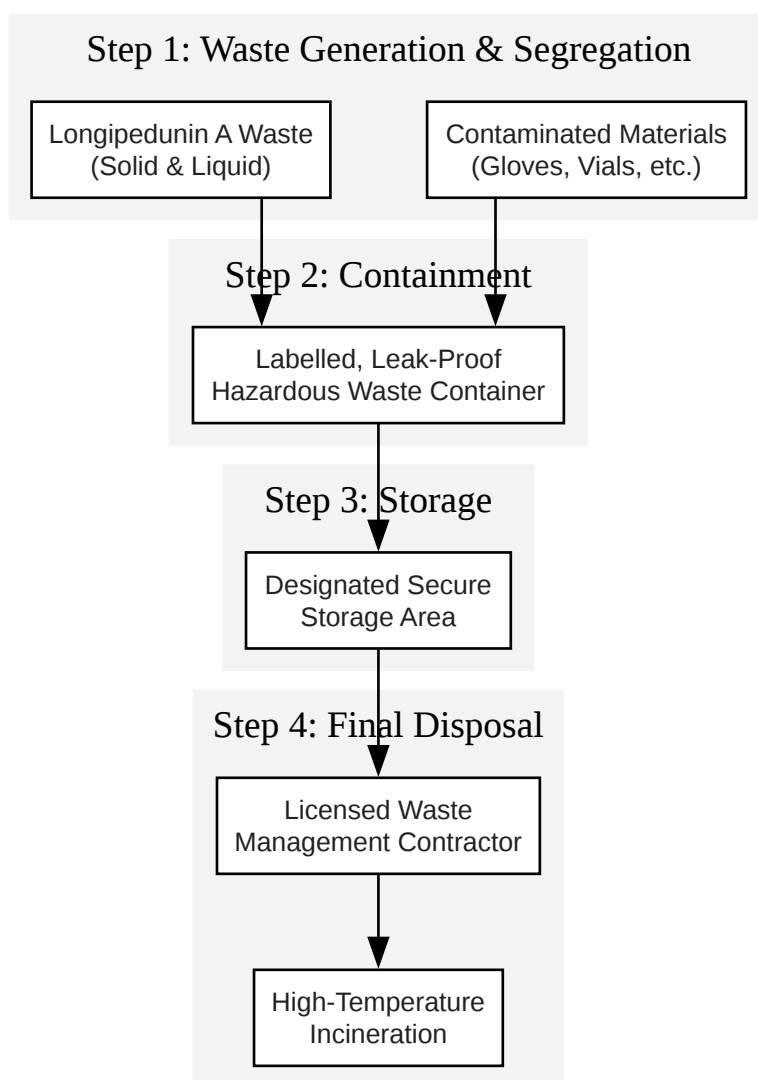 Step 1: Waste Generation & Segregation
Longipedunin A Waste
(Solid & Liquid)
Contaminated Materials
(Gloves, Vials, etc.)
Step 2: Containment
Labelled, Leak-Proof
Hazardous Waste Container
Step 3: Storage
Designated Secure
Storage Area
Step 4: Final Disposal
Licensed Waste
Management Contractor
High-Temperature
Incineration